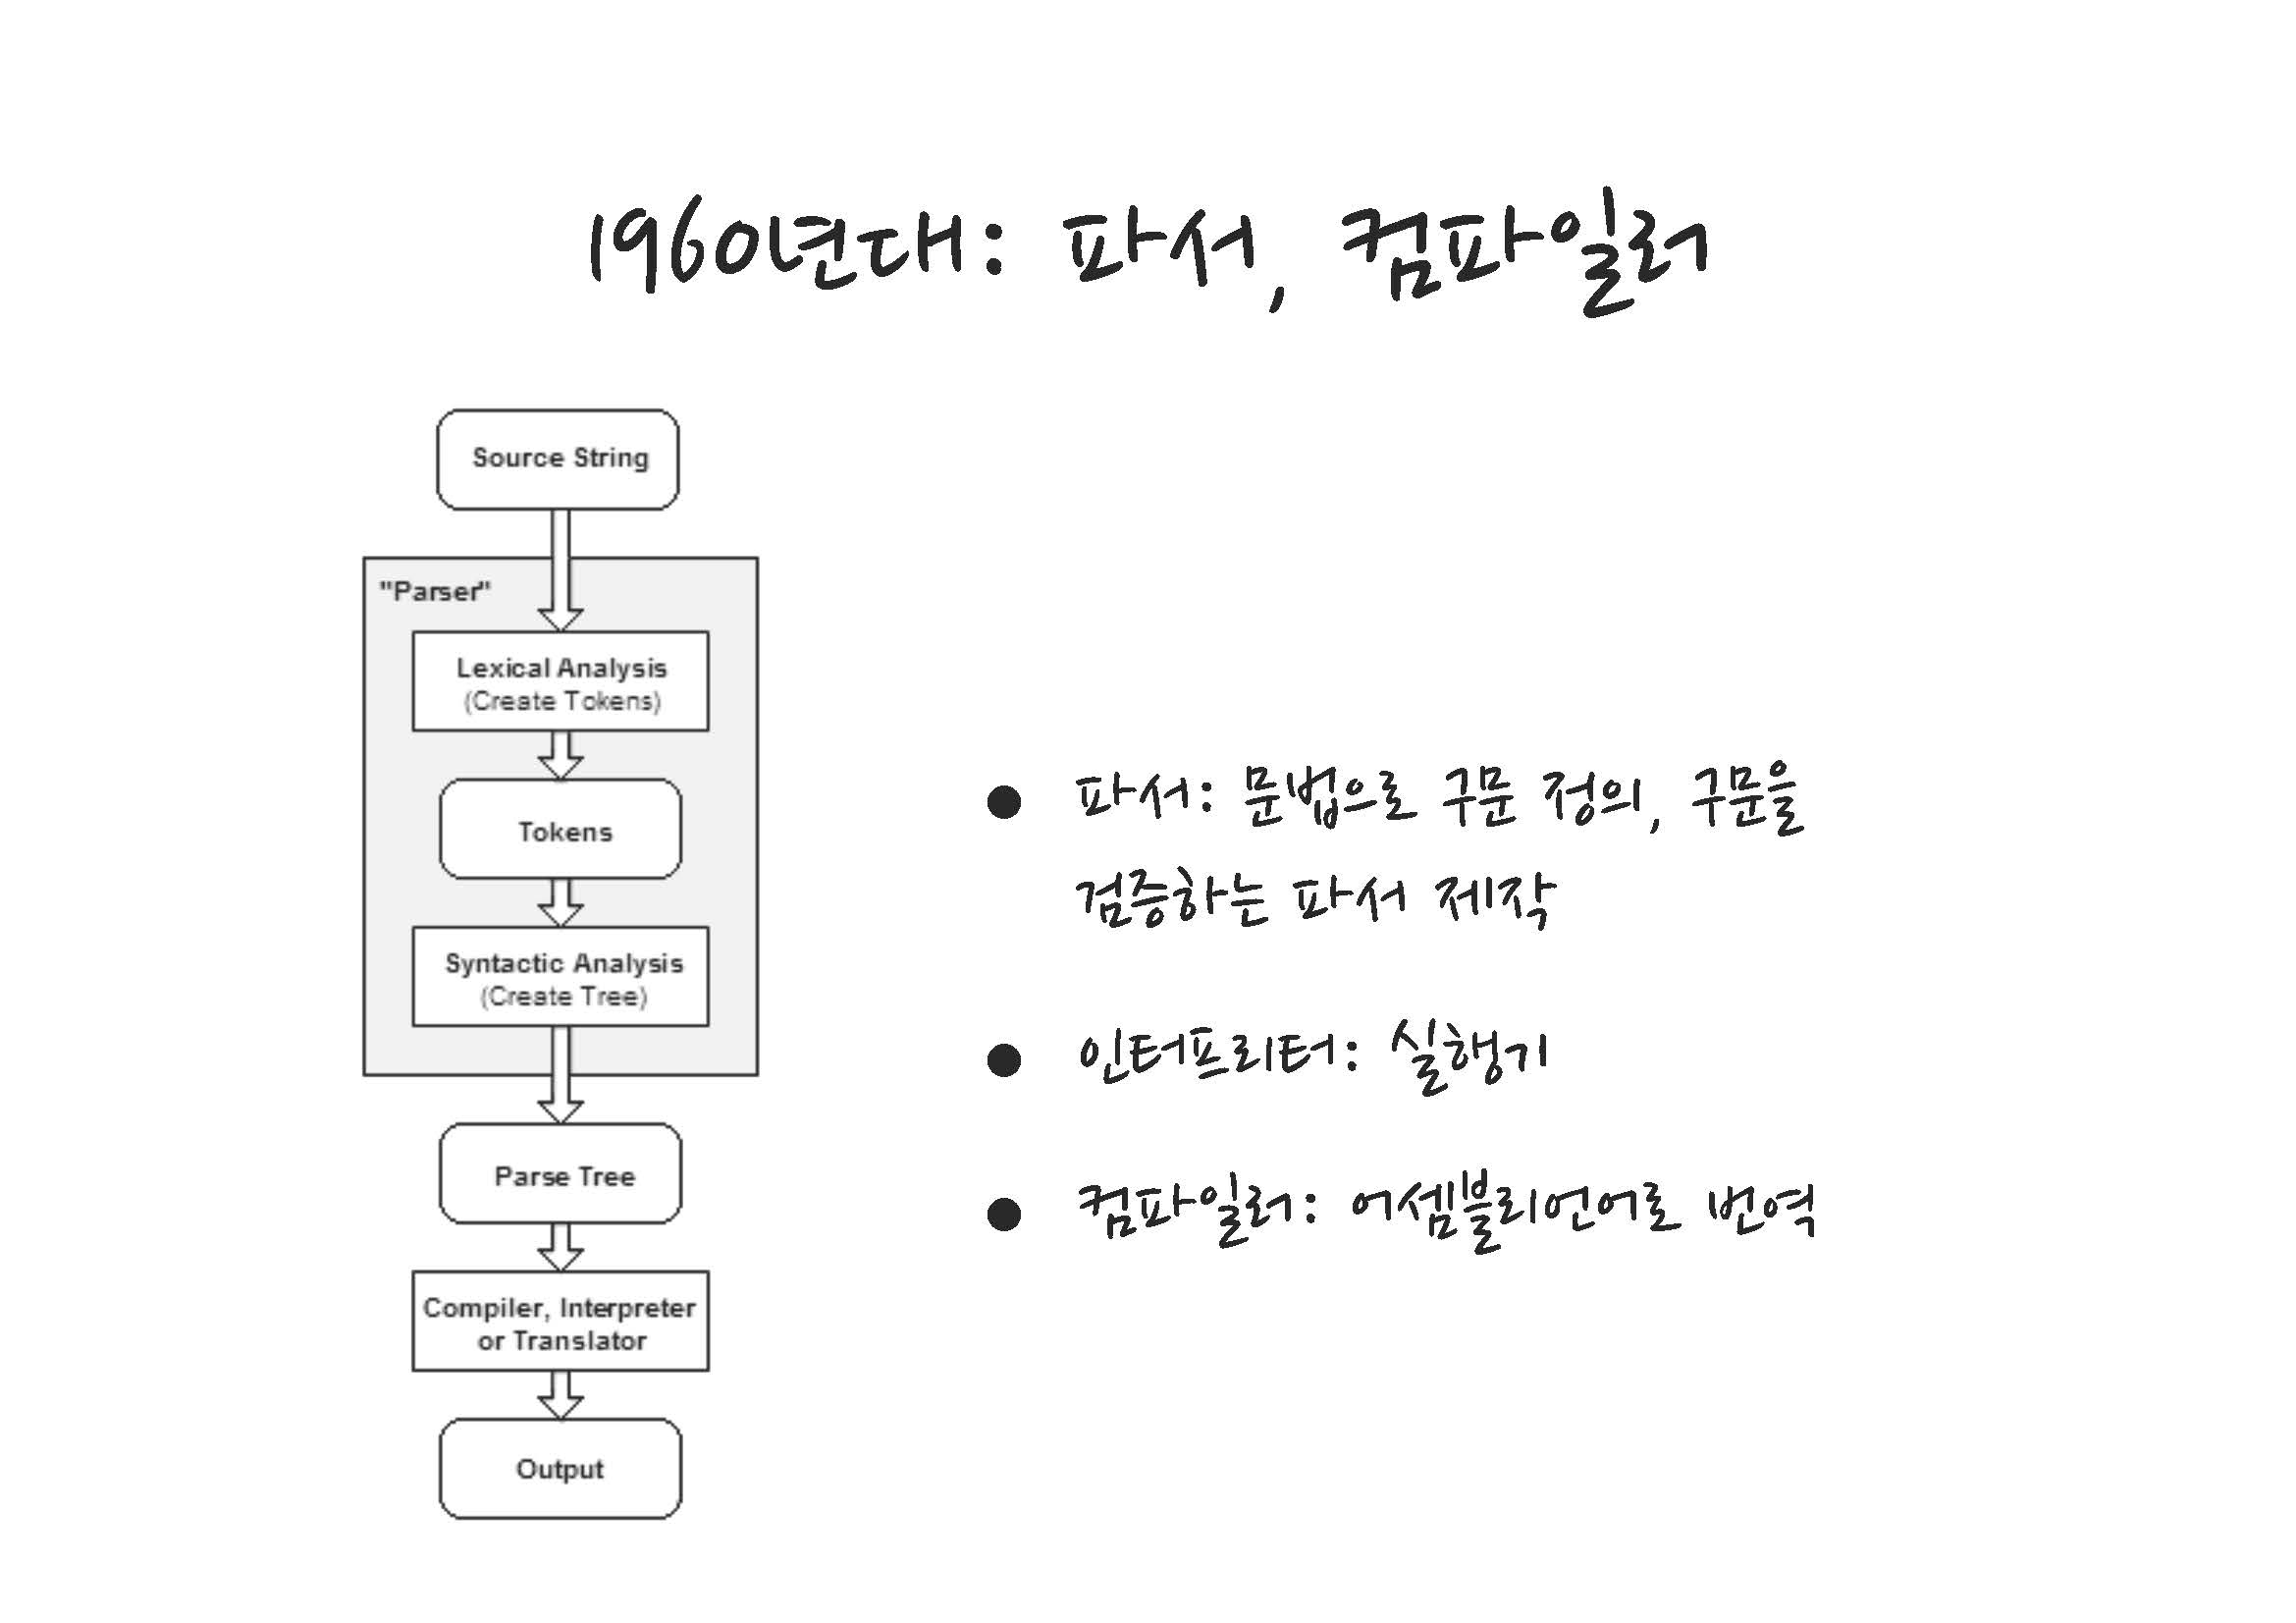 1960년대: 파서, 컴파일러
Source String
"Parser"
Lexical Analysis
(Create Tokens)
Tokens
Syntactic Analysis
(Create Tree)
Parse Tree
Compiler, Interpreter
or Translator
Output
● 파서: 문법으로 구문 정의, 구문을
검증하는 파서 제작
● 인터프리터: 실행기
● 컴파일러: 어셈블리언어로 번역